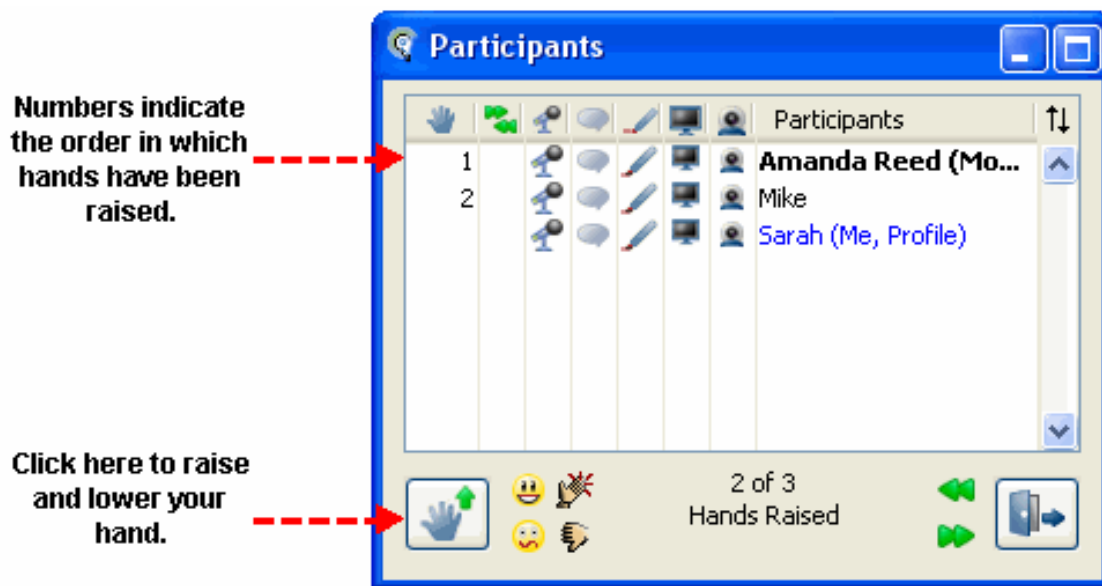 Participants
Numbers indicate
the order in which
hands have been
raised.
Participants
1 Amanda Reed (Mo...
2 Mike
Sarah (Me, Profile)
Click here to raise
and lower your
hand.
2 of 3
Hands Raised